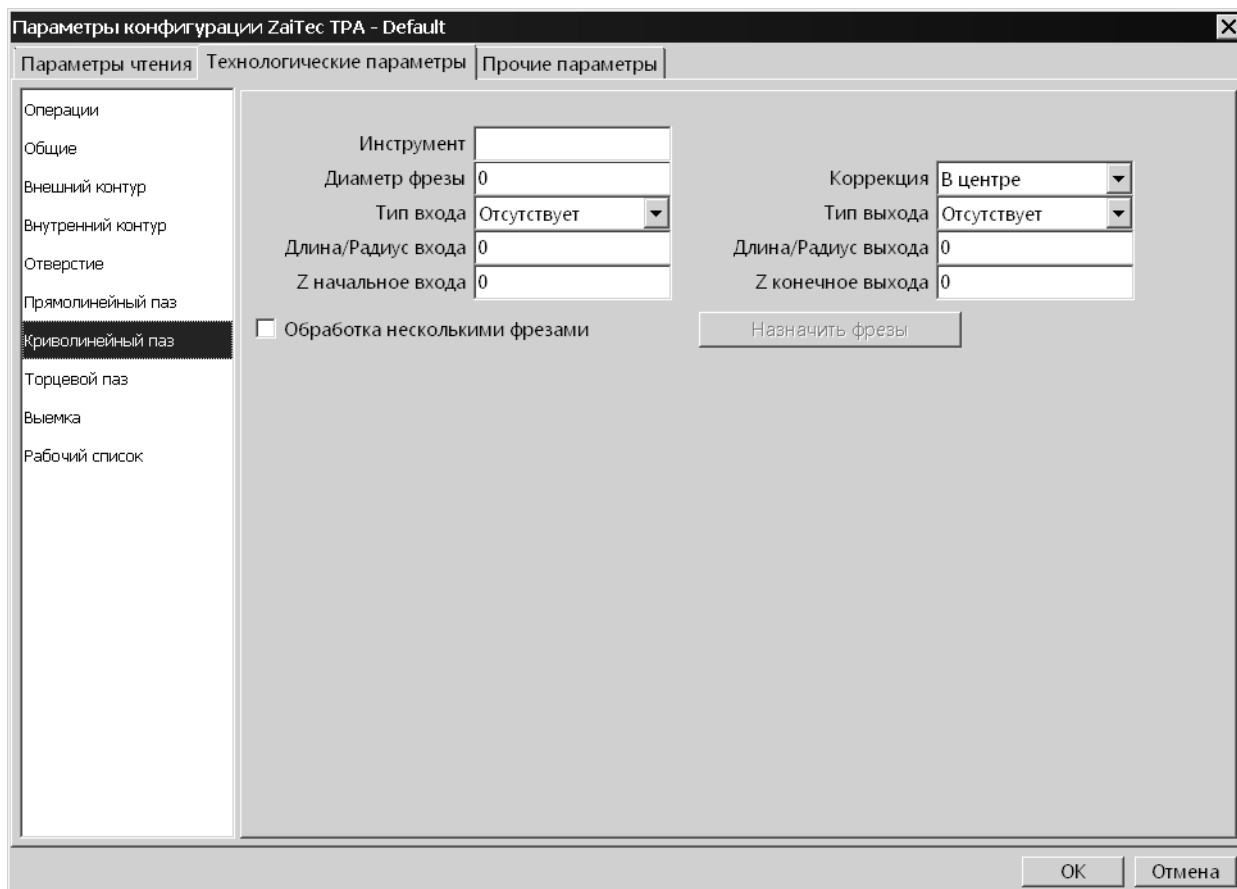 Параметры конфигурации ZaiTec TPA - Default
Параметры чтения Технологические параметры Прочие параметры
Операции
Общие
Внешний контур
Внутренний контур
Отверстие
Прямолинейный паз
Криволинейный паз
Торцевой паз
Выемка
Рабочий список
Инструмент
Диаметр фрезы 0 Коррекция В центре
Тип входа Отсутствует Тип выхода Отсутствует
Длина/Радиус входа 0 Длина/Радиус выхода 0
Z начальное входа 0 Z конечное выхода 0
Обработка несколькими фрезами Назначить фрезы
OK Отмена